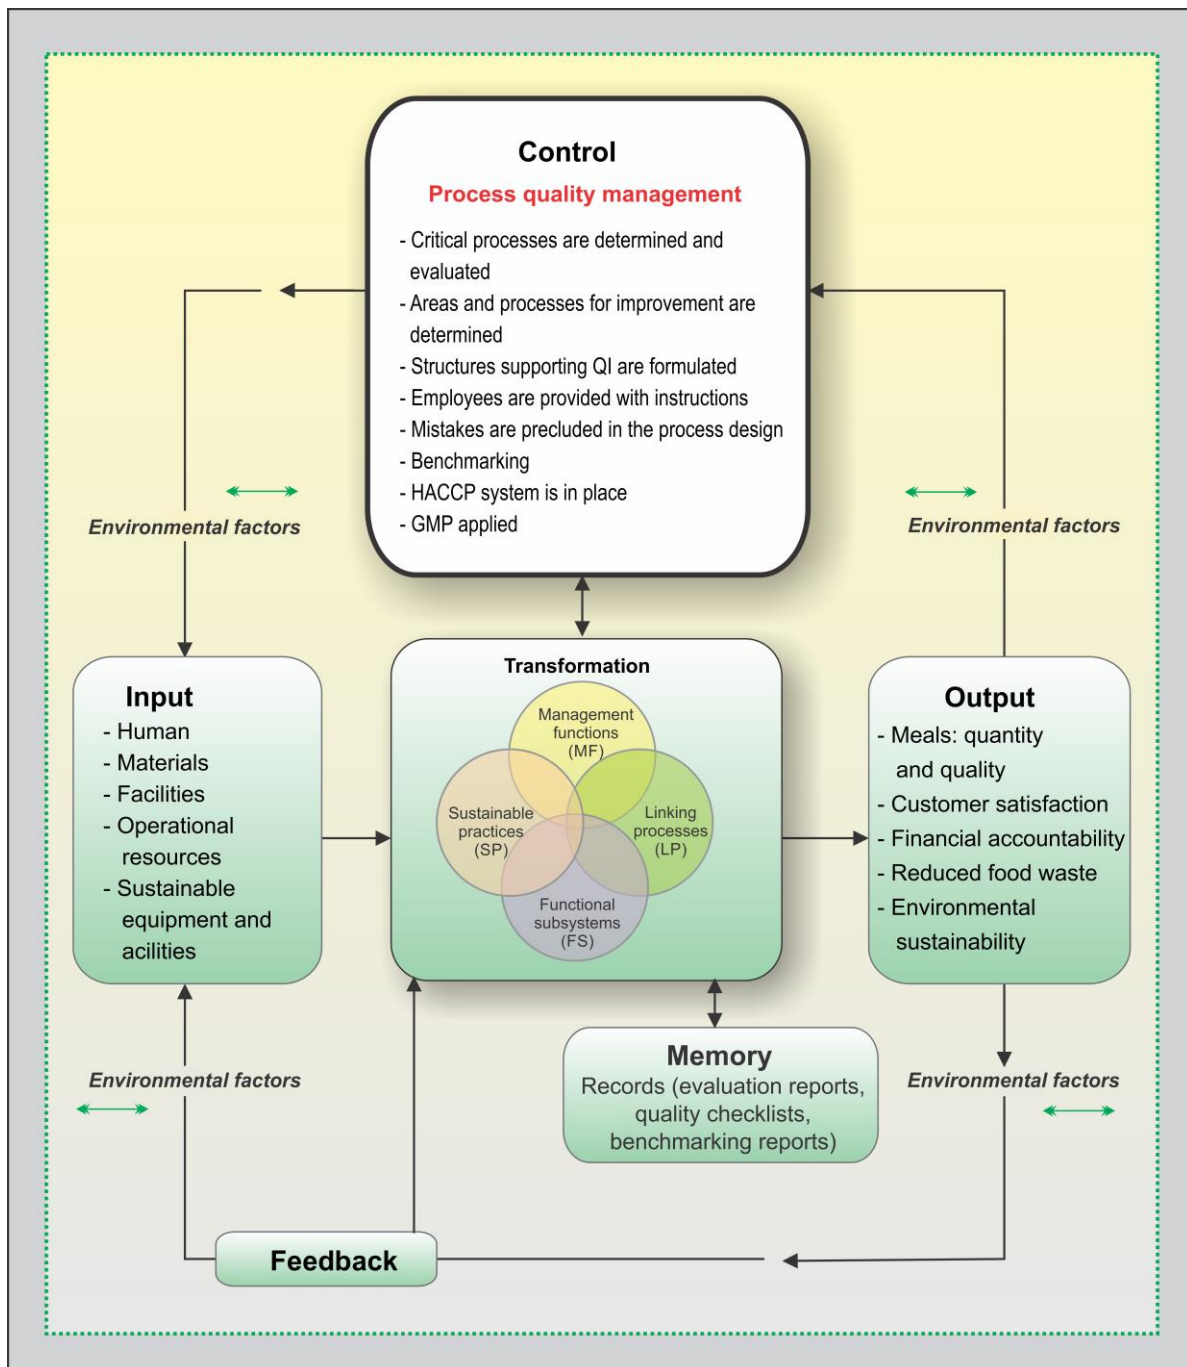 Control
Process quality management
- Critical processes are determined and
evaluated
- Areas and processes for improvement are
determined
- Structures supporting QI are formulated
- Employees are provided with instructions
- Mistakes are precluded in the process design
- Benchmarking
- HACCP system is in place
- GMP applied
Environmental factors
Environmental factors
Input
- Human
- Materials
- Facilities
- Operational
resources
- Sustainable
equipment and
acilities
Transformation
Management
functions
(MF)
Sustainable
practices
(SP)
Linking
processes
(LP)
Functional
subsystems
(FS)
Output
- Meals: quantity
and quality
- Customer satisfaction
- Financial accountability
- Reduced food waste
- Environmental
sustainability
Memory
Records (evaluation reports,
quality checklists,
benchmarking reports)
Environmental factors
Environmental factors
Feedback